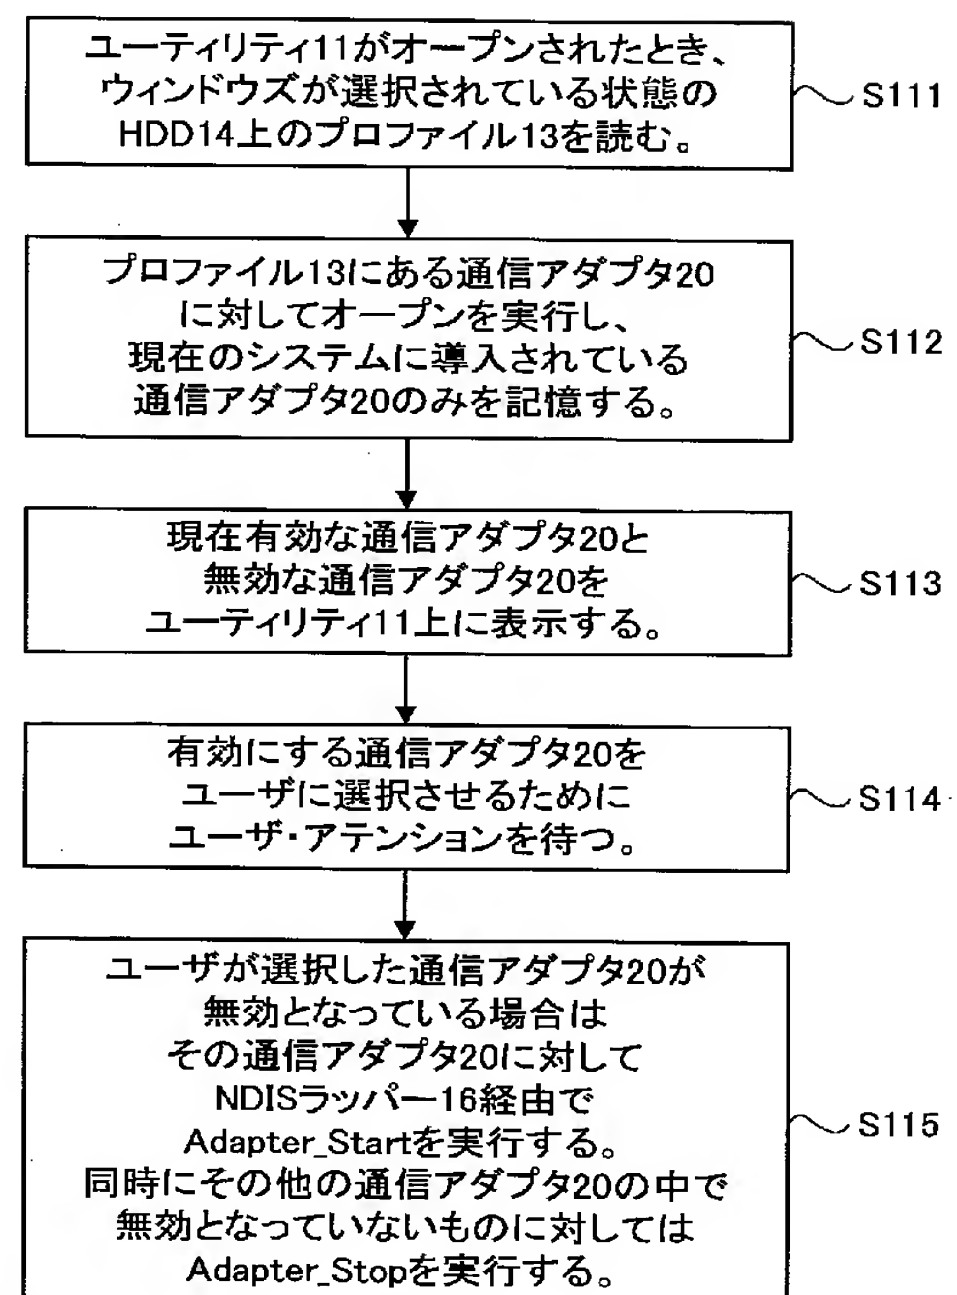 ユーティリティ11がオープンされたとき、
ウィンドウズが選択されている状態の
HDD14上のプロファイル13を読む。
S111
プロファイル13にある通信アダプタ20
に対してオープンを実行し、
現在のシステムに導入されている
通信アダプタ20のみを記憶する。
S112
現在有効な通信アダプタ20と
無効な通信アダプタ20を
ユーティリティ11上に表示する。
S113
有効にする通信アダプタ20を
ユーザに選択させるために
ユーザ・アテンションを待つ。
S114
ユーザが選択した通信アダプタ20が
無効となっている場合は
その通信アダプタ20に対して
NDISラッパー16経由で
Adapter_Startを実行する。
同時にその他の通信アダプタ20の中で
無効となっていないものに対しては
Adapter_Stopを実行する。
S115